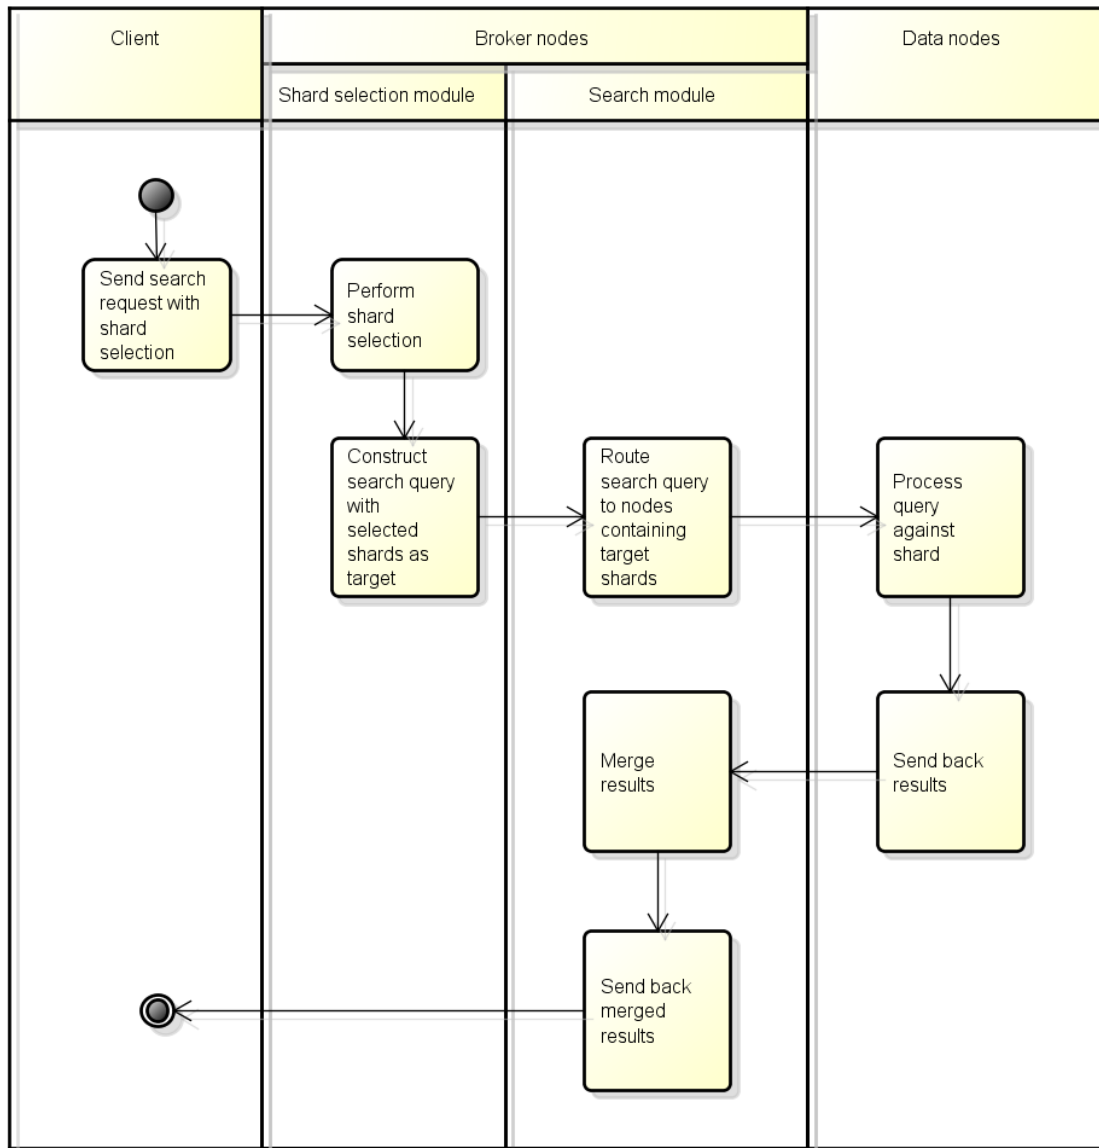 Client
Broker nodes
Data nodes
Shard selection module
Search module
Send search
request with
shard
selection
Perform
shard
selection
Construct
search query
with
selected
shards as
target
Route
search query
to nodes
containing
target
shards
Process
query
against
shard
Merge
results
Send back
results
Send back
merged
results